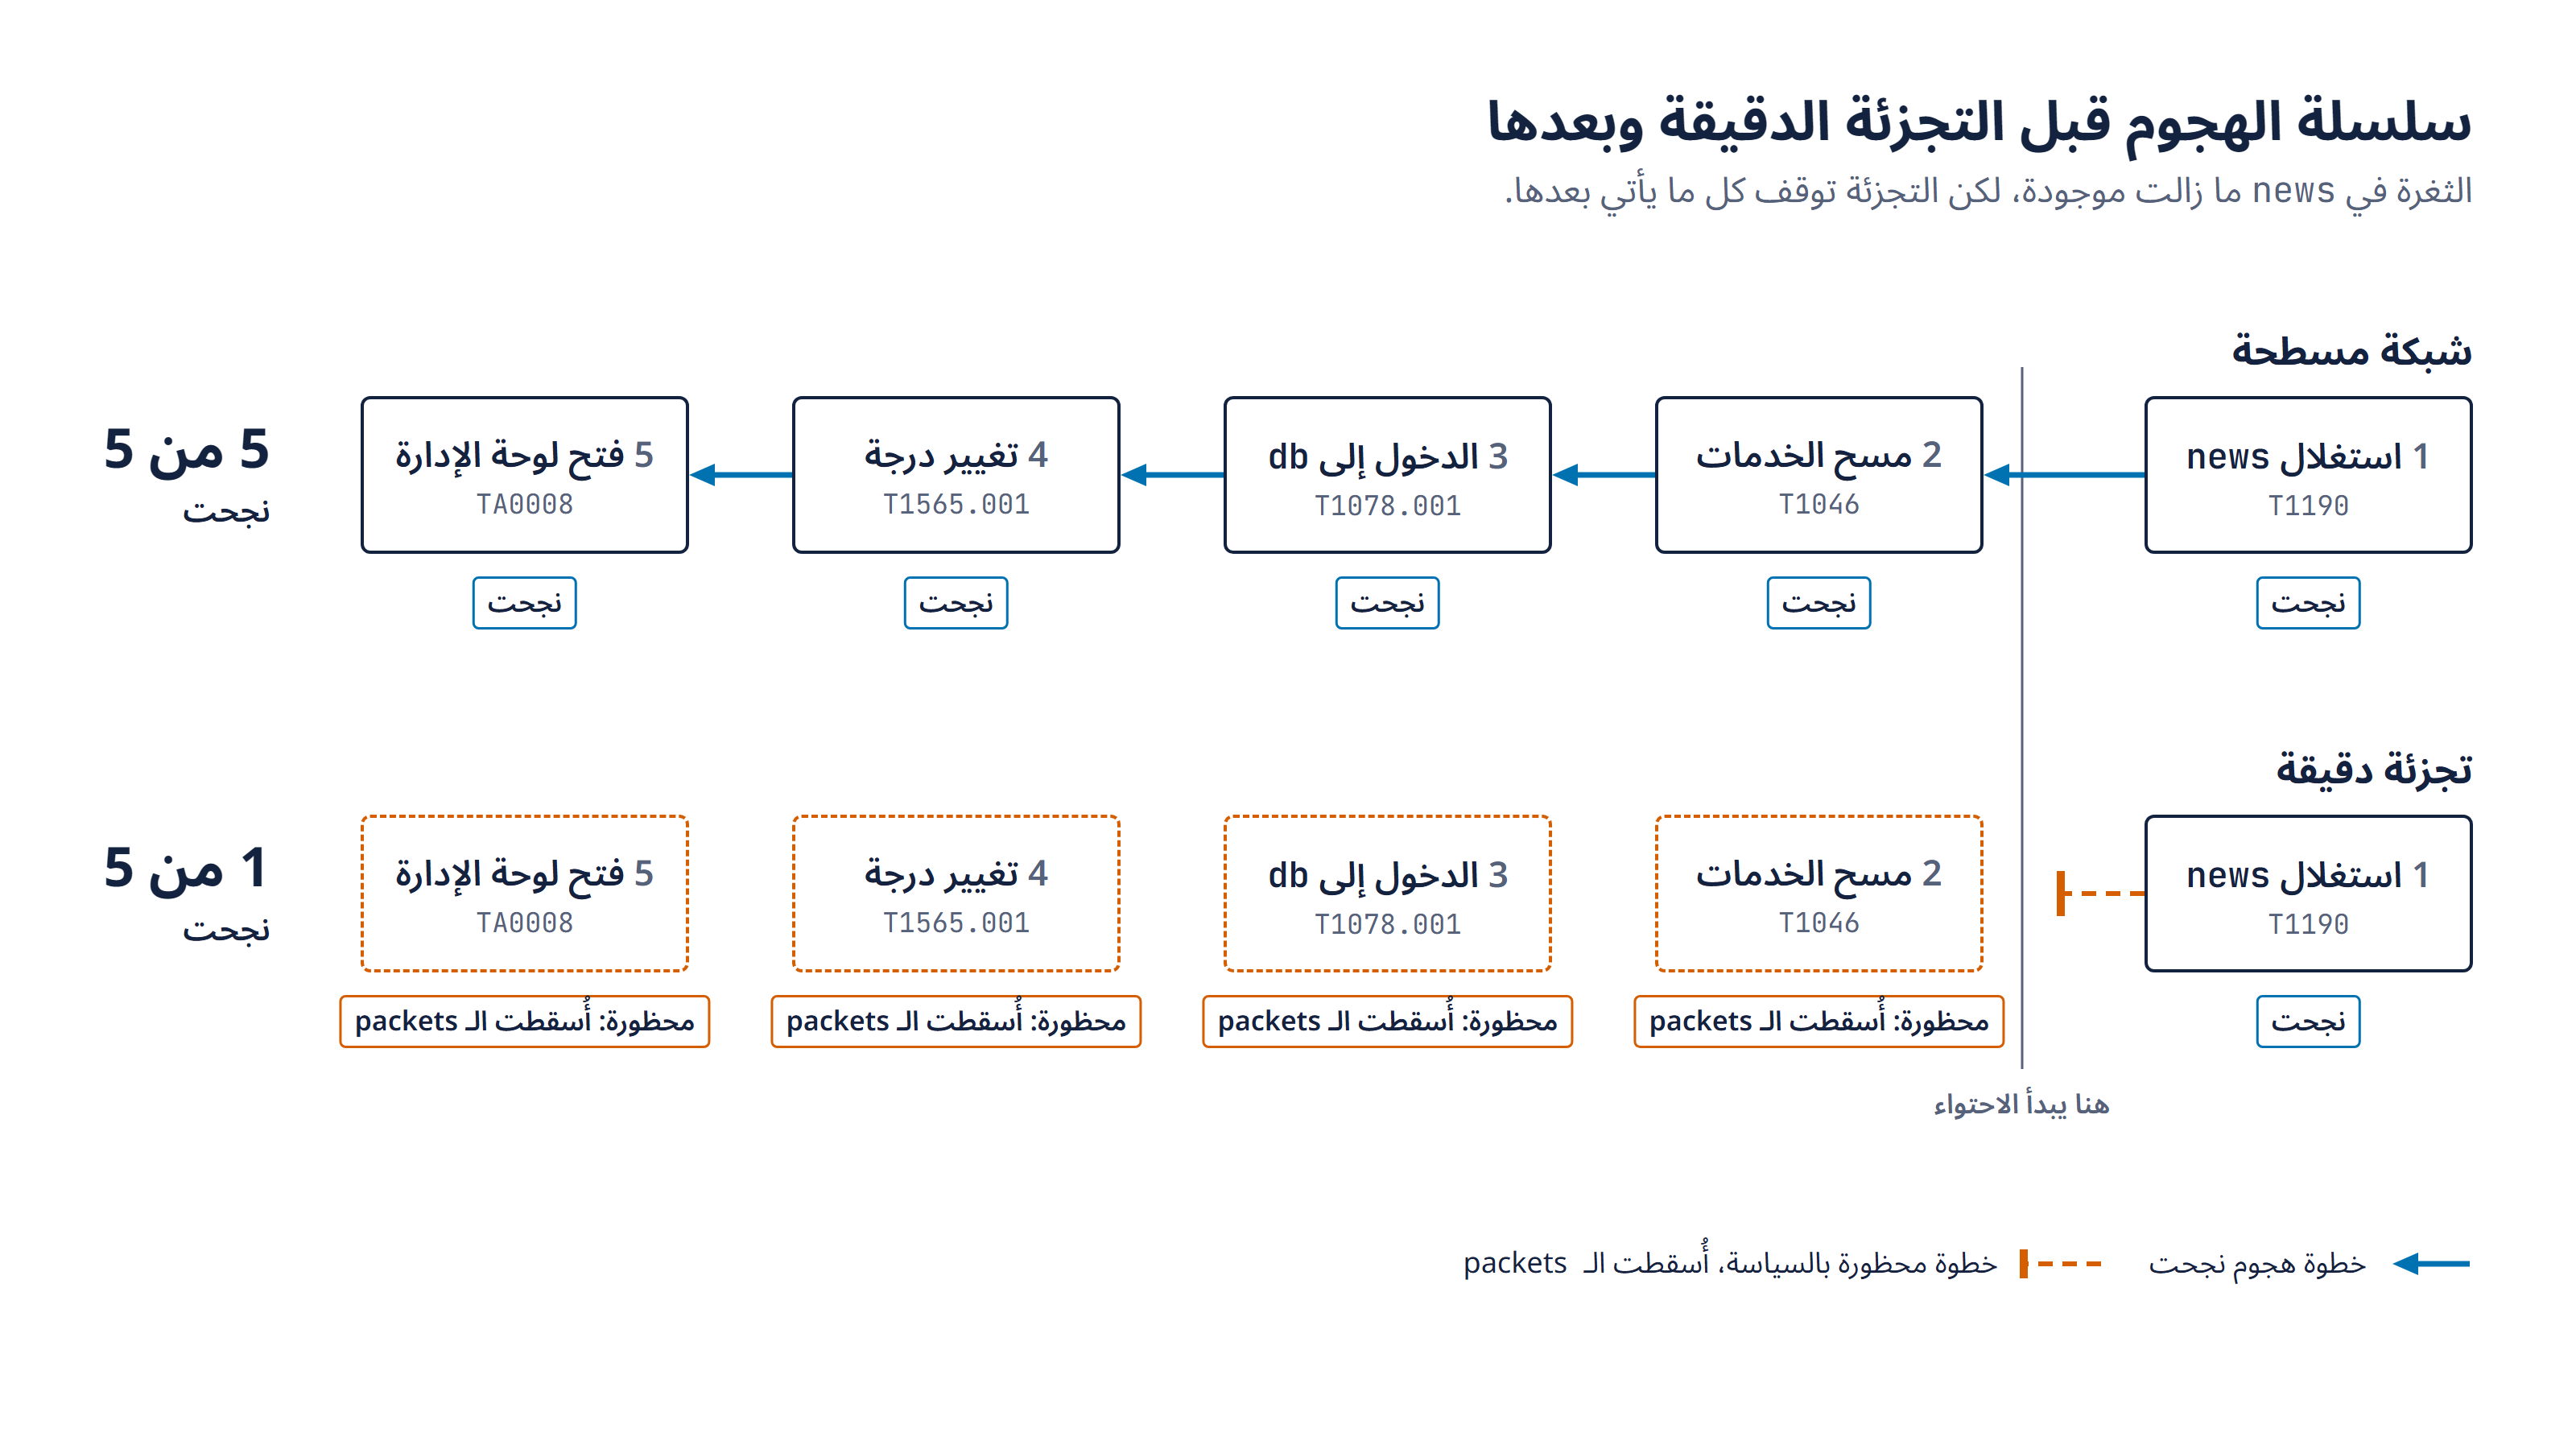 سلسلة الهجوم قبل التجزئة الدقيقة وبعدها
الثغرة في news ما زالت موجودة، لكن التجزئة توقف كل ما يأتي بعدها.
شبكة مسطحة
1 استغلال news
T1190
نجحت
2 مسح الخدمات
T1046
نجحت
3 الدخول إلى db
T1078.001
نجحت
4 تغيير درجة
T1565.001
نجحت
5 فتح لوحة الإدارة
TA0008
نجحت
5 من 5
نجحت
تجزئة دقيقة
1 استغلال news
T1190
نجحت
2 مسح الخدمات
T1046
محظورة: أُسقطت الـ packets
3 الدخول إلى db
T1078.001
محظورة: أُسقطت الـ packets
4 تغيير درجة
T1565.001
محظورة: أُسقطت الـ packets
5 فتح لوحة الإدارة
TA0008
محظورة: أُسقطت الـ packets
1 من 5
نجحت
هنا يبدأ الاحتواء
خطوة هجوم نجحت
خطوة محظورة بالسياسة، أُسقطت الـ packets